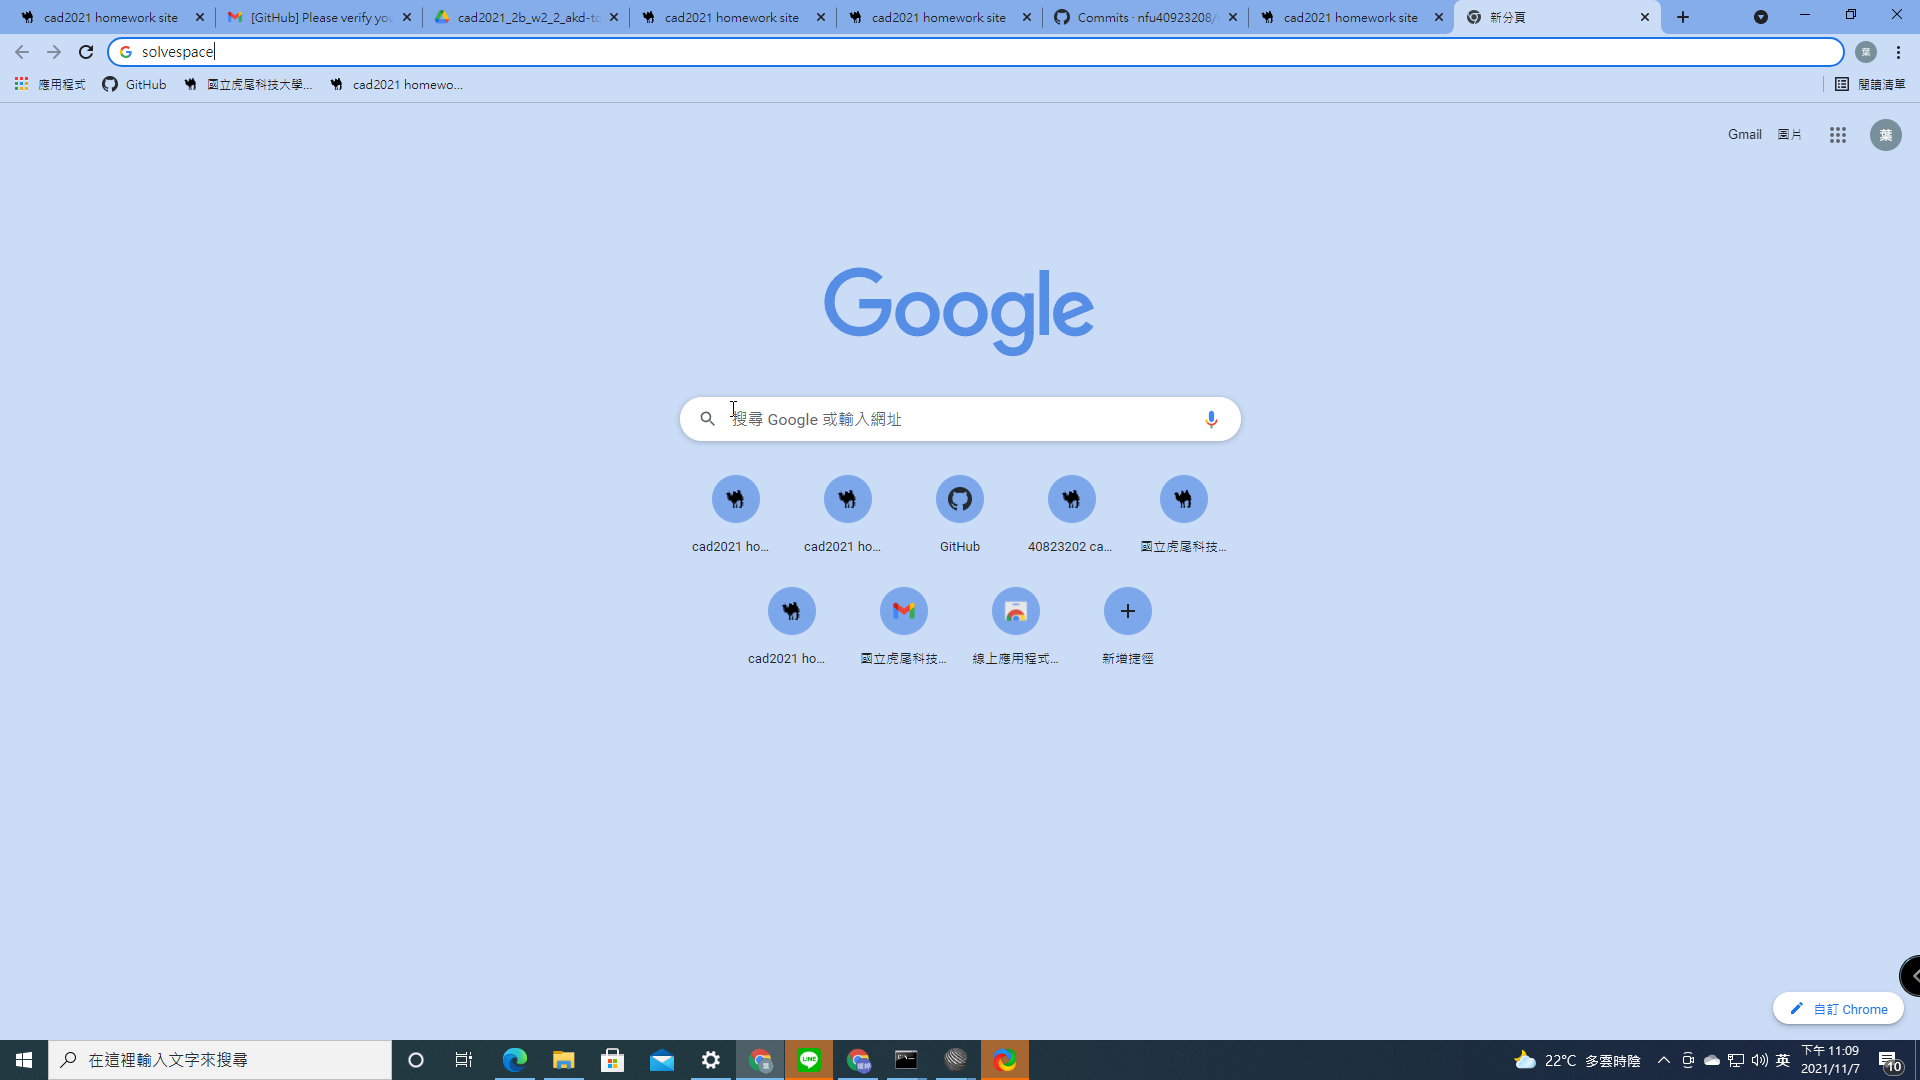 cad2021 homework site
[GitHub] Please verify you
cad2021_2b_w2_2_akd-to
cad2021 homework site
cad2021 homework site
Commits · nfu40923208/
cad2021 homework site
新分頁
solvespace
葉
應用程式
GitHub
國立虎尾科技大學...
cad2021 homewo...
閱讀清單
Gmail
圖片
葉
Google
搜尋 Google 或輸入網址
cad2021 ho...
cad2021 ho...
GitHub
40823202 ca...
國立虎尾科技...
cad2021 ho...
國立虎尾科技...
線上應用程式...
新增捷徑
自訂 Chrome
在這裡輸入文字來搜尋
葉
LINE
22°C 多雲時陰
英
下午 11:09
2021/11/7
10